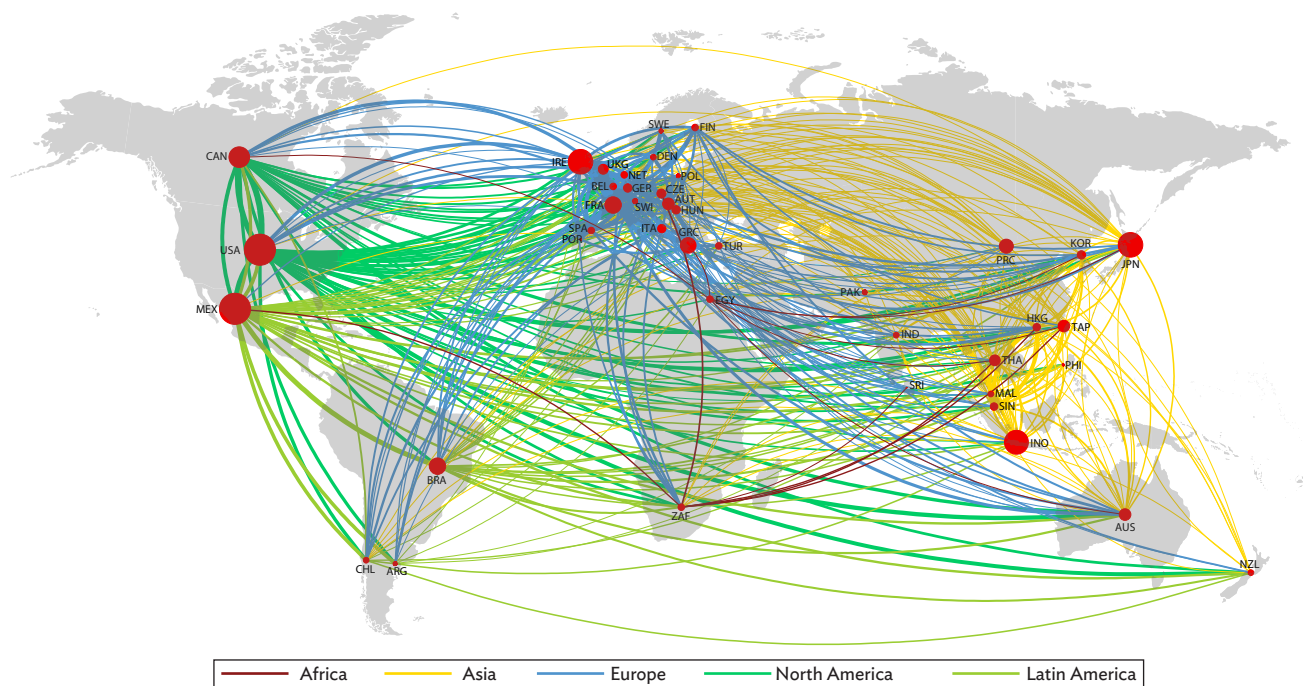 SWE
FIN
CAN
IRE
UKG
DEN
NET
POL
BEL
GER
CZE
FRA
SWI
AUT
HUN
SPA
POR
ITA
GRC
TUR
USA
PRC
KOR
JPN
MEX
EGY
PAK
IND
HKG
TAP
THA
PHI
SRI
MAL
SIN
INO
BRA
ZAF
AUS
CHL
ARG
NZL
Africa
Asia
Europe
North America
Latin America